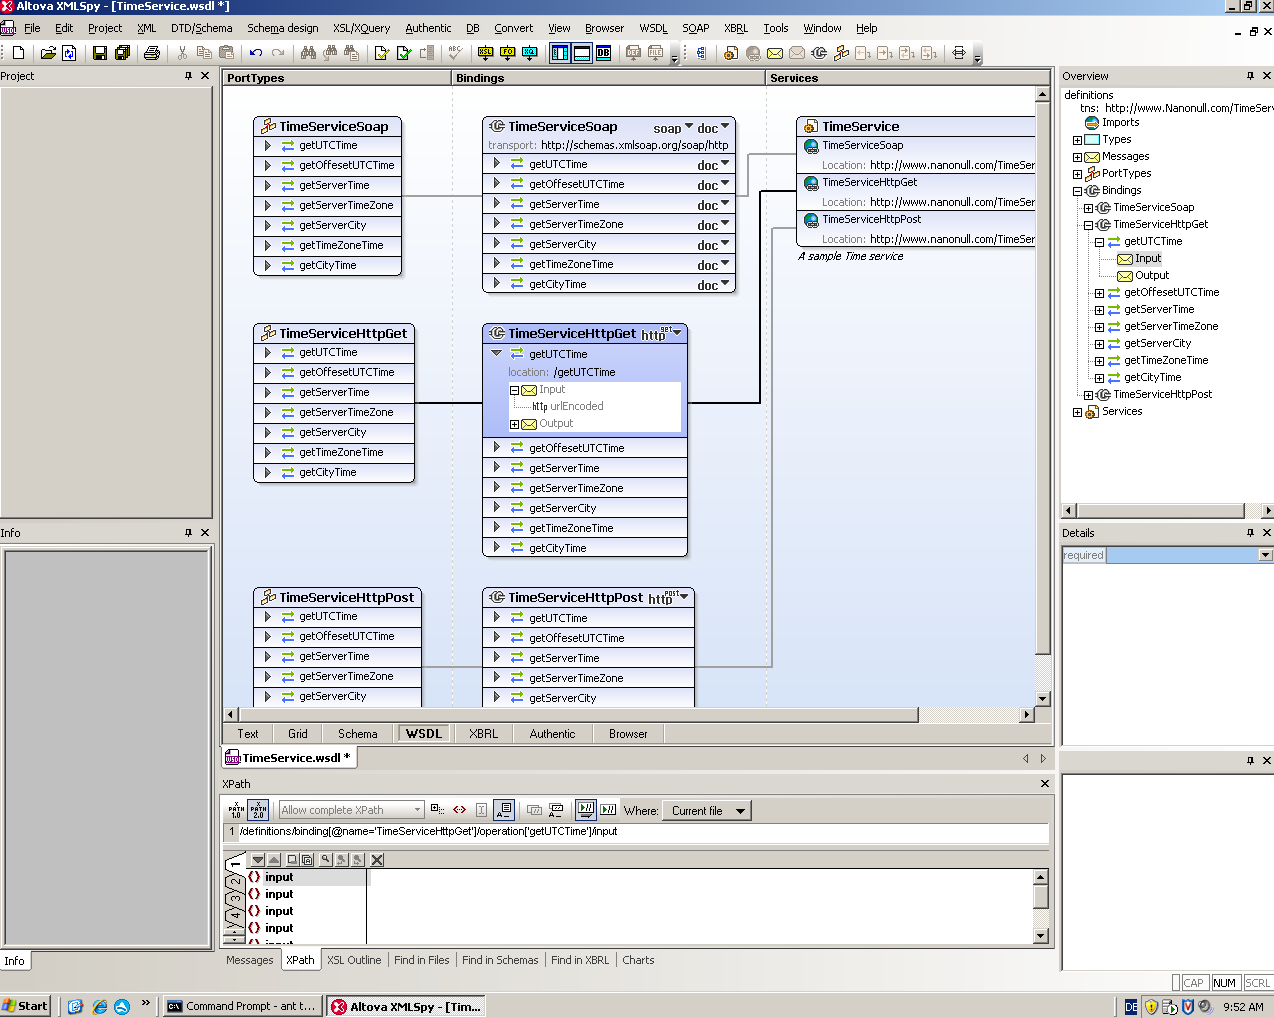 Altova XMLSpy - [TimeService.wsdl *]
File Edit Project XML DTD/Schema Schema design XSL/XQuery Authentic DB Convert View Browser WSDL SOAP XBRL Tools Window Help
Project
PortTypes Bindings Services
TimeServiceSoap
getUTCTime
getOffesetUTCTime
getServerTime
getServerTimeZone
getServerCity
getTimeZoneTime
getCityTime
TimeServiceHttpGet
getUTCTime
getOffesetUTCTime
getServerTime
getServerTimeZone
getServerCity
getTimeZoneTime
getCityTime
TimeServiceHttpPost
getUTCTime
getOffesetUTCTime
getServerTime
getServerTimeZone
getServerCity
TimeServiceSoap soap doc
transport: http://schemas.xmlsoap.org/soap/http
getUTCTime doc
getOffesetUTCTime doc
getServerTime doc
getServerTimeZone doc
getServerCity doc
getTimeZoneTime doc
getCityTime doc
TimeServiceHttpGet http get
getUTCTime
location: /getUTCTime
Input
http urlEncoded
Output
getOffesetUTCTime
getServerTime
getServerTimeZone
getServerCity
getTimeZoneTime
getCityTime
TimeServiceHttpPost http post
getUTCTime
getOffesetUTCTime
getServerTime
getServerTimeZone
getServerCity
TimeService
TimeServiceSoap
Location: http://www.nanonull.com/TimeSer
TimeServiceHttpGet
Location: http://www.nanonull.com/TimeSer
TimeServiceHttpPost
Location: http://www.nanonull.com/TimeSer
A sample Time service
Overview
definitions
tns: http://www.Nanonull.com/TimeServ
Imports
Types
Messages
PortTypes
Bindings
TimeServiceSoap
TimeServiceHttpGet
getUTCTime
Input
Output
getOffesetUTCTime
getServerTime
getServerTimeZone
getServerCity
getTimeZoneTime
getCityTime
TimeServiceHttpPost
Services
Info
Details
required
Text Grid Schema WSDL XBRL Authentic Browser
TimeService.wsdl *
XPath
XPATH 1.0 XPATH 2.0 Allow complete XPath Where: Current file
1 /definitions/binding[@name='TimeServiceHttpGet']/operation['getUTCTime']/input
1
2
3
4
input
input
input
input
Info
Messages XPath XSL Outline Find in Files Find in Schemas Find in XBRL Charts
CAP NUM SCRL
Start » Command Prompt - ant t... Altova XMLSpy - [Tim... DE 9:52 AM